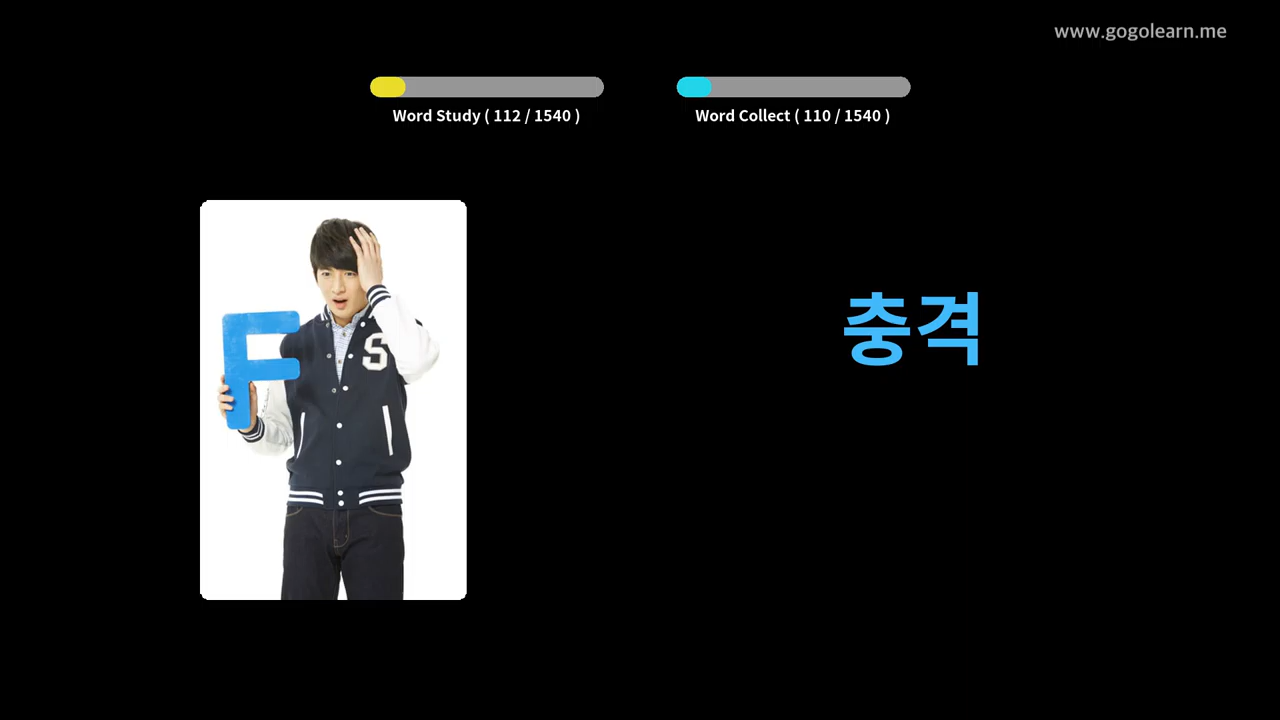 www.gogolearn.me
Word Study ( 112 / 1540 )
Word Collect ( 110 / 1540 )
F
S
충격